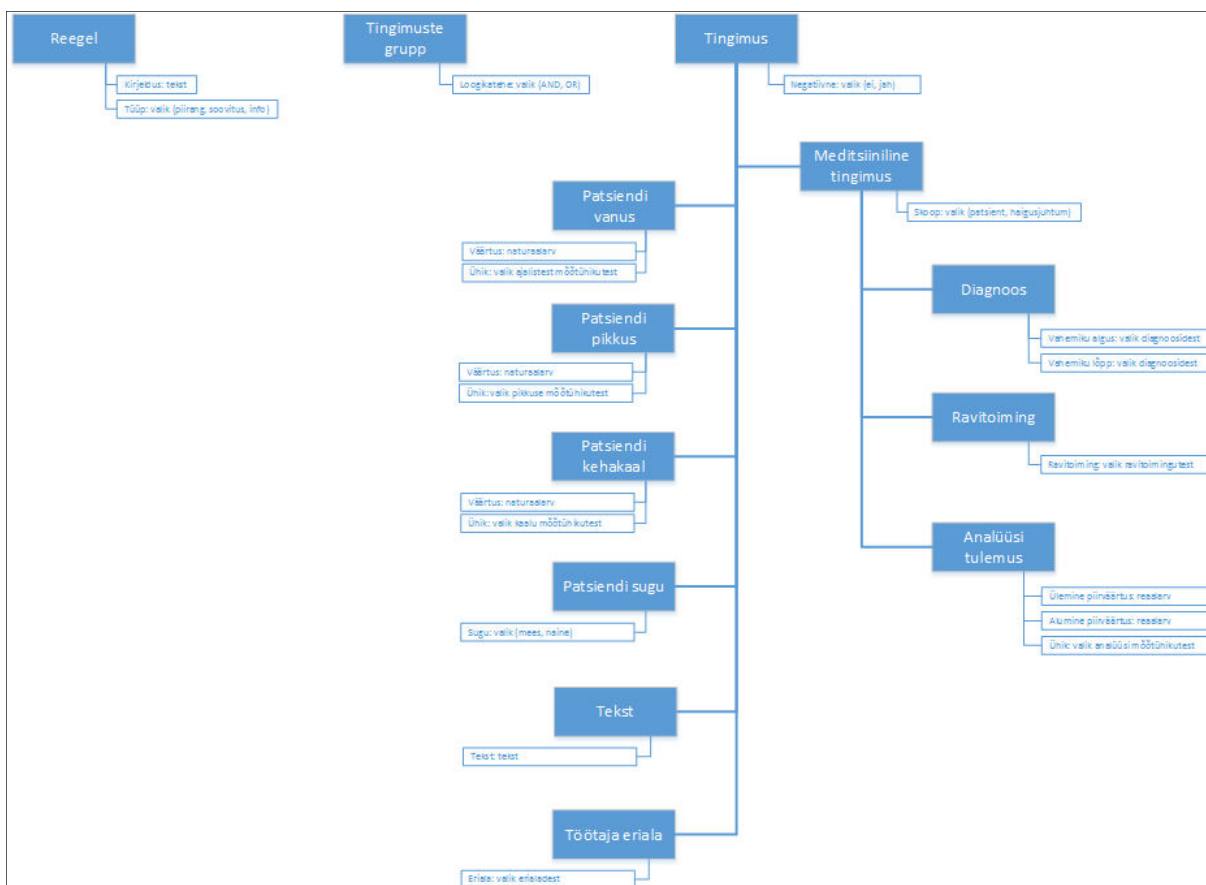 Reegel
Kirjeldus: tekst
Tüüp: valik (piirang, soovitus, info)
Tingimuste
grupp
Loogikatehe: valik (AND, OR)
Tingimus
Negatiivne: valik (ei, jah)
Meditsiiniline
tingimus
Skoop: valik (patsient, haigusjuhtum)
Patsiendi
vanus
Väärtus: naturaalarv
Ühik: valik ajalistest mõõtühikutest
Patsiendi
pikkus
Väärtus: naturaalarv
Ühik: valik pikkuse mõõtühikutest
Patsiendi
kehakaal
Väärtus: naturaalarv
Ühik: valik kaalu mõõtühikutest
Patsiendi sugu
Sugu: valik (mees, naine)
Tekst
Tekst: tekst
Töötaja eriala
Eriala: valik erialadest
Diagnoos
Vahemiku algus: valik diagnoosidest
Vahemiku lõpp: valik diagnoosidest
Ravitoiming
Ravitoiming: valik ravitoimingutest
Analüüsi
tulemus
Ülemine piirväärtus: reaalarv
Alumine piirväärtus: reaalarv
Ühik: valik analüüsi mõõtühikutest